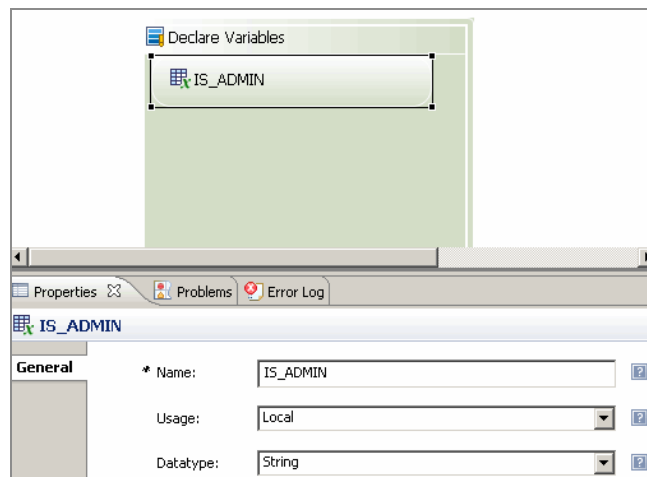 Declare Variables
IS_ADMIN
Properties Problems Error Log
IS_ADMIN
General * Name: IS_ADMIN
Usage: Local
Datatype: String